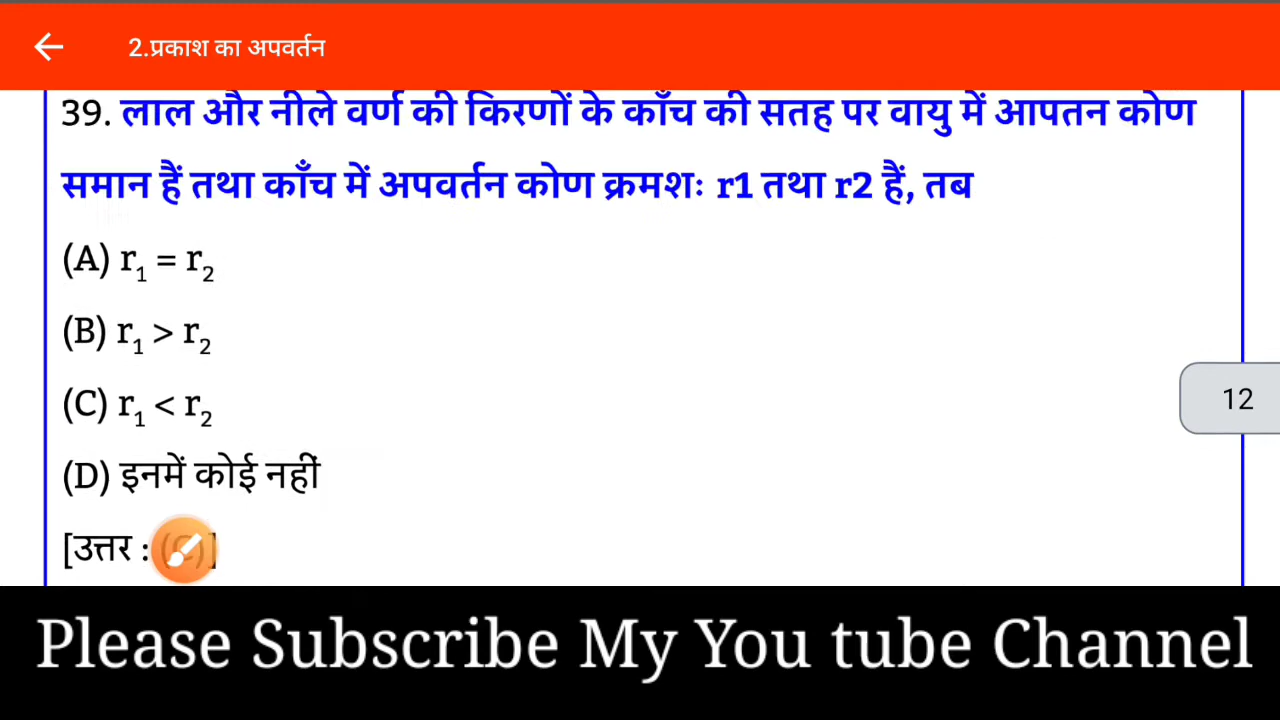 2.प्रकाश का अपवर्तन
39. लाल और नीले वर्ण की किरणों के काँच की सतह पर वायु में आपतन कोण
समान हैं तथा काँच में अपवर्तन कोण क्रमशः r1 तथा r2 हैं, तब
(A) r₁ = r₂
(B) r₁ > r₂
(C) r₁ < r₂
12
(D) इनमें कोई नहीं
[उत्तर : (C)]
Please Subscribe My You tube Channel